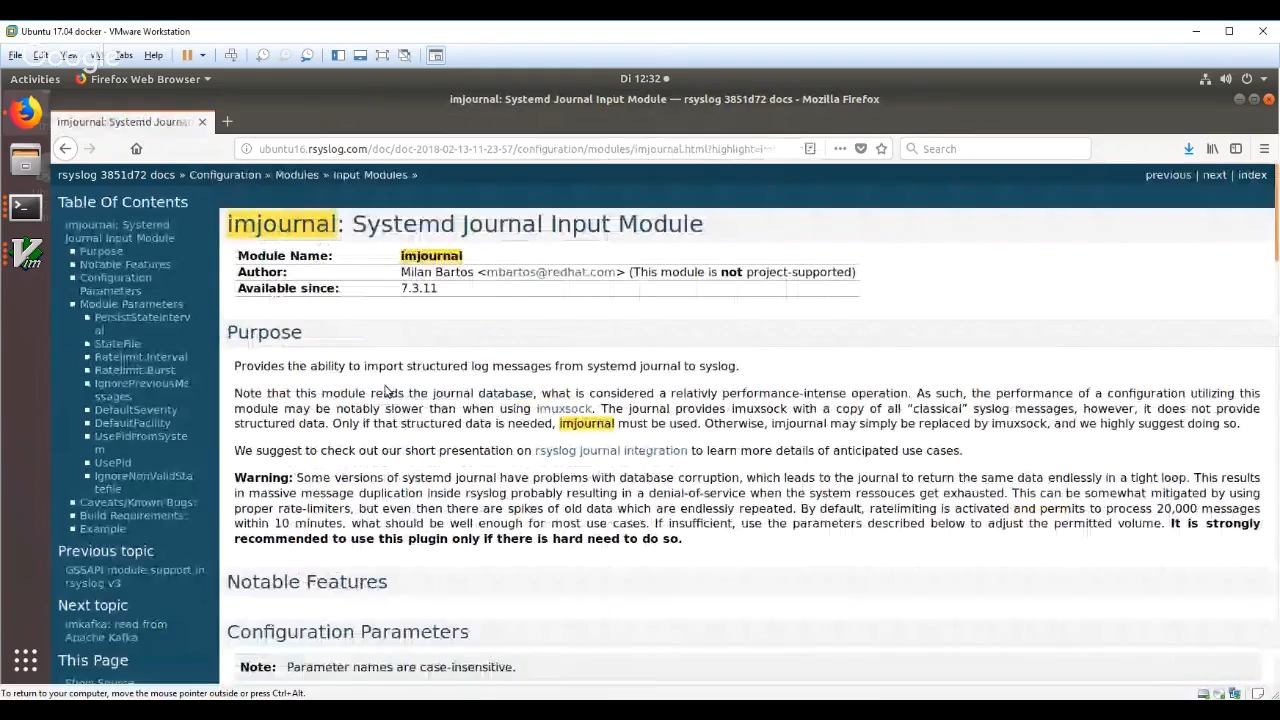 Ubuntu 17.04 docker - VMware Workstation
File Edit View VM Tabs Help
Google
Activities Firefox Web Browser Di 12:32
imjournal: Systemd Journal Input Module — rsyslog 3851d72 docs - Mozilla Firefox
imjournal: Systemd Journ
ubuntu16.rsyslog.com/doc/doc-2018-02-13-11-23-57/configuration/modules/imjournal.html?highlight=i
Search
rsyslog 3851d72 docs » Configuration » Modules » Input Modules »
previous | next | index
Table Of Contents
imjournal: Systemd
Journal Input Module
Purpose
Notable Features
Configuration
Parameters
Module Parameters
PersistStateInterv
al
StateFile
Ratelimit.Interval
Ratelimit.Burst
IgnorePreviousMe
ssages
DefaultSeverity
DefaultFacility
UsePidFromSyste
m
UsePid
IgnoreNonValidSta
tefile
Caveats/Known Bugs:
Build Requirements:
Example
Previous topic
GSSAPI module support in
rsyslog v3
Next topic
imkafka: read from
Apache Kafka
This Page
Show Source
imjournal: Systemd Journal Input Module
Module Name: imjournal
Author: Milan Bartos <mbartos@redhat.com> (This module is not project-supported)
Available since: 7.3.11
Purpose
Provides the ability to import structured log messages from systemd journal to syslog.
Note that this module reads the journal database, what is considered a relativly performance-intense operation. As such, the performance of a configuration utilizing this
module may be notably slower than when using imuxsock. The journal provides imuxsock with a copy of all “classical” syslog messages, however, it does not provide
structured data. Only if that structured data is needed, imjournal must be used. Otherwise, imjournal may simply be replaced by imuxsock, and we highly suggest doing so.
We suggest to check out our short presentation on rsyslog journal integration to learn more details of anticipated use cases.
Warning: Some versions of systemd journal have problems with database corruption, which leads to the journal to return the same data endlessly in a tight loop. This results
in massive message duplication inside rsyslog probably resulting in a denial-of-service when the system ressouces get exhausted. This can be somewhat mitigated by using
proper rate-limiters, but even then there are spikes of old data which are endlessly repeated. By default, ratelimiting is activated and permits to process 20,000 messages
within 10 minutes, what should be well enough for most use cases. If insufficient, use the parameters described below to adjust the permitted volume. It is strongly
recommended to use this plugin only if there is hard need to do so.
Notable Features
Configuration Parameters
Note: Parameter names are case-insensitive.
To return to your computer, move the mouse pointer outside or press Ctrl+Alt.